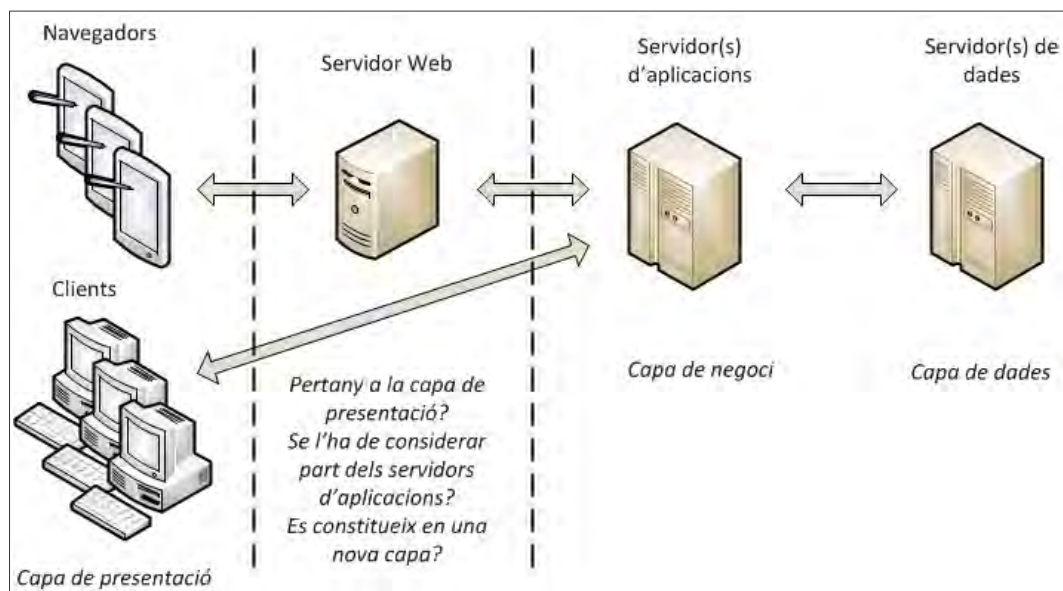 Navegadors
Servidor Web
Servidor(s)
d'aplicacions
Servidor(s) de
dades
Clients
Pertany a la capa de
presentació?
Se l'ha de considerar
part dels servidors
d'aplicacions?
Es constitueix en una
nova capa?
Capa de negoci
Capa de dades
Capa de presentació